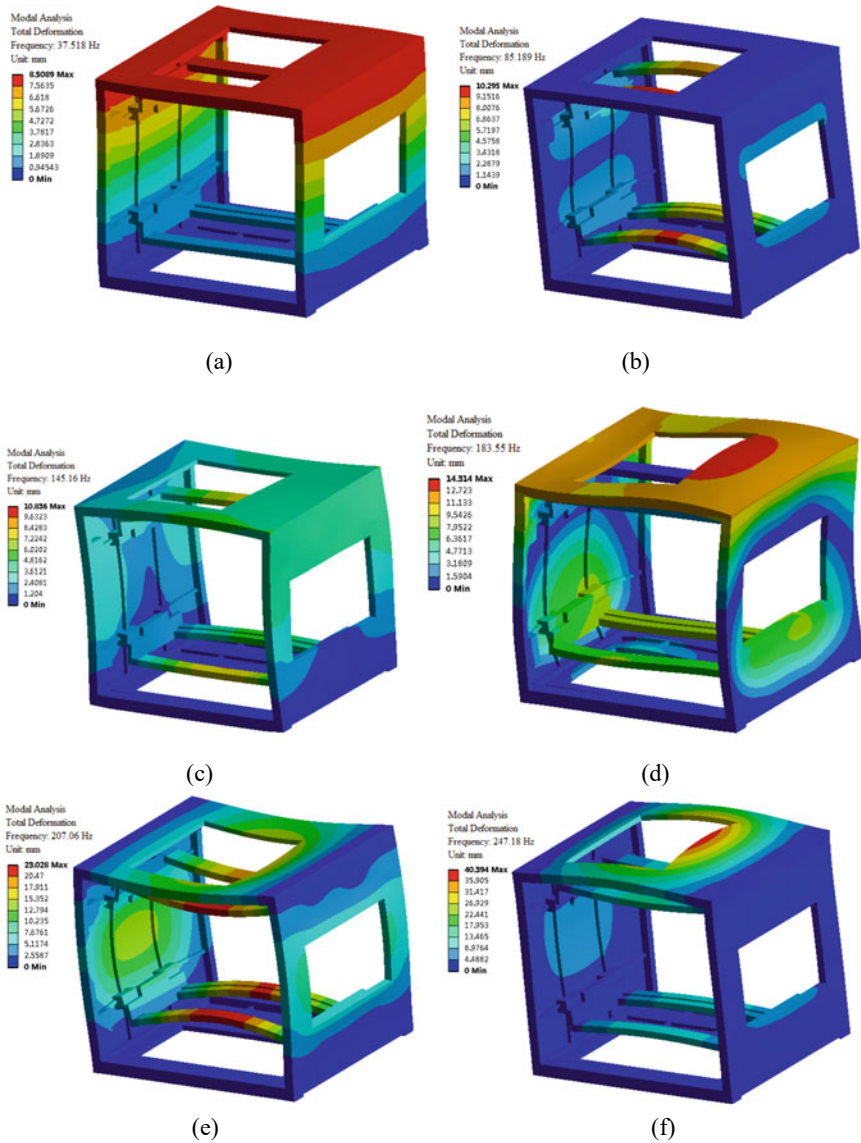 Modal Analysis
Total Deformation
Frequency: 37.518 Hz
Unit: mm
8.5089 Max
7.5635
6.618
5.6726
4.7272
3.7817
2.8363
1.8909
0.94543
0 Min
(a)
Modal Analysis
Total Deformation
Frequency: 85.189 Hz
Unit: mm
10.295 Max
9.1516
8.0076
6.8637
5.7197
4.5758
3.4318
2.2879
1.1439
0 Min
(b)
Modal Analysis
Total Deformation
Frequency: 145.16 Hz
Unit: mm
10.836 Max
9.6323
8.4283
7.2242
6.0202
4.8162
3.6121
2.4081
1.204
0 Min
(c)
Modal Analysis
Total Deformation
Frequency: 183.55 Hz
Unit: mm
14.314 Max
12.723
11.133
9.5426
7.9522
6.3617
4.7713
3.1809
1.5904
0 Min
(d)
Modal Analysis
Total Deformation
Frequency: 207.06 Hz
Unit: mm
23.028 Max
20.47
17.911
15.352
12.794
10.235
7.6761
5.1174
2.5587
0 Min
(e)
Modal Analysis
Total Deformation
Frequency: 247.18 Hz
Unit: mm
40.394 Max
35.905
31.417
26.929
22.441
17.953
13.465
8.9764
4.4882
0 Min
(f)